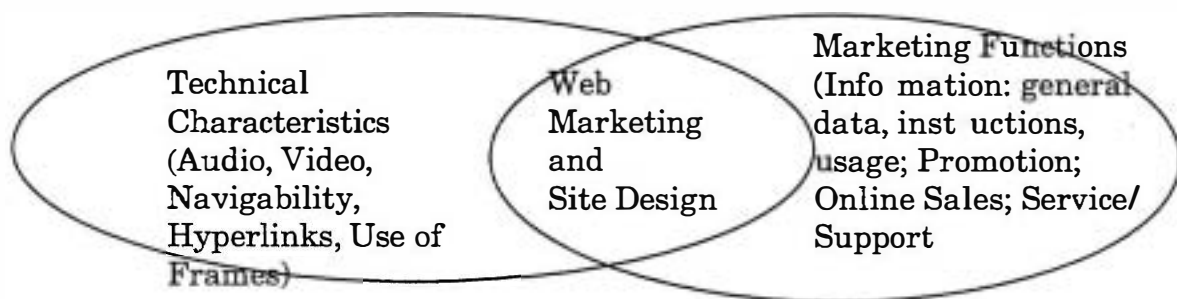 Technical
Characteristics
(Audio, Video,
Navigability,
Hyperlinks, Use of
Frames)
Web
Marketing
and
Site Design
Marketing Functions
(Info mation: general
data, inst uctions,
usage; Promotion;
Online Sales; Service/
Support